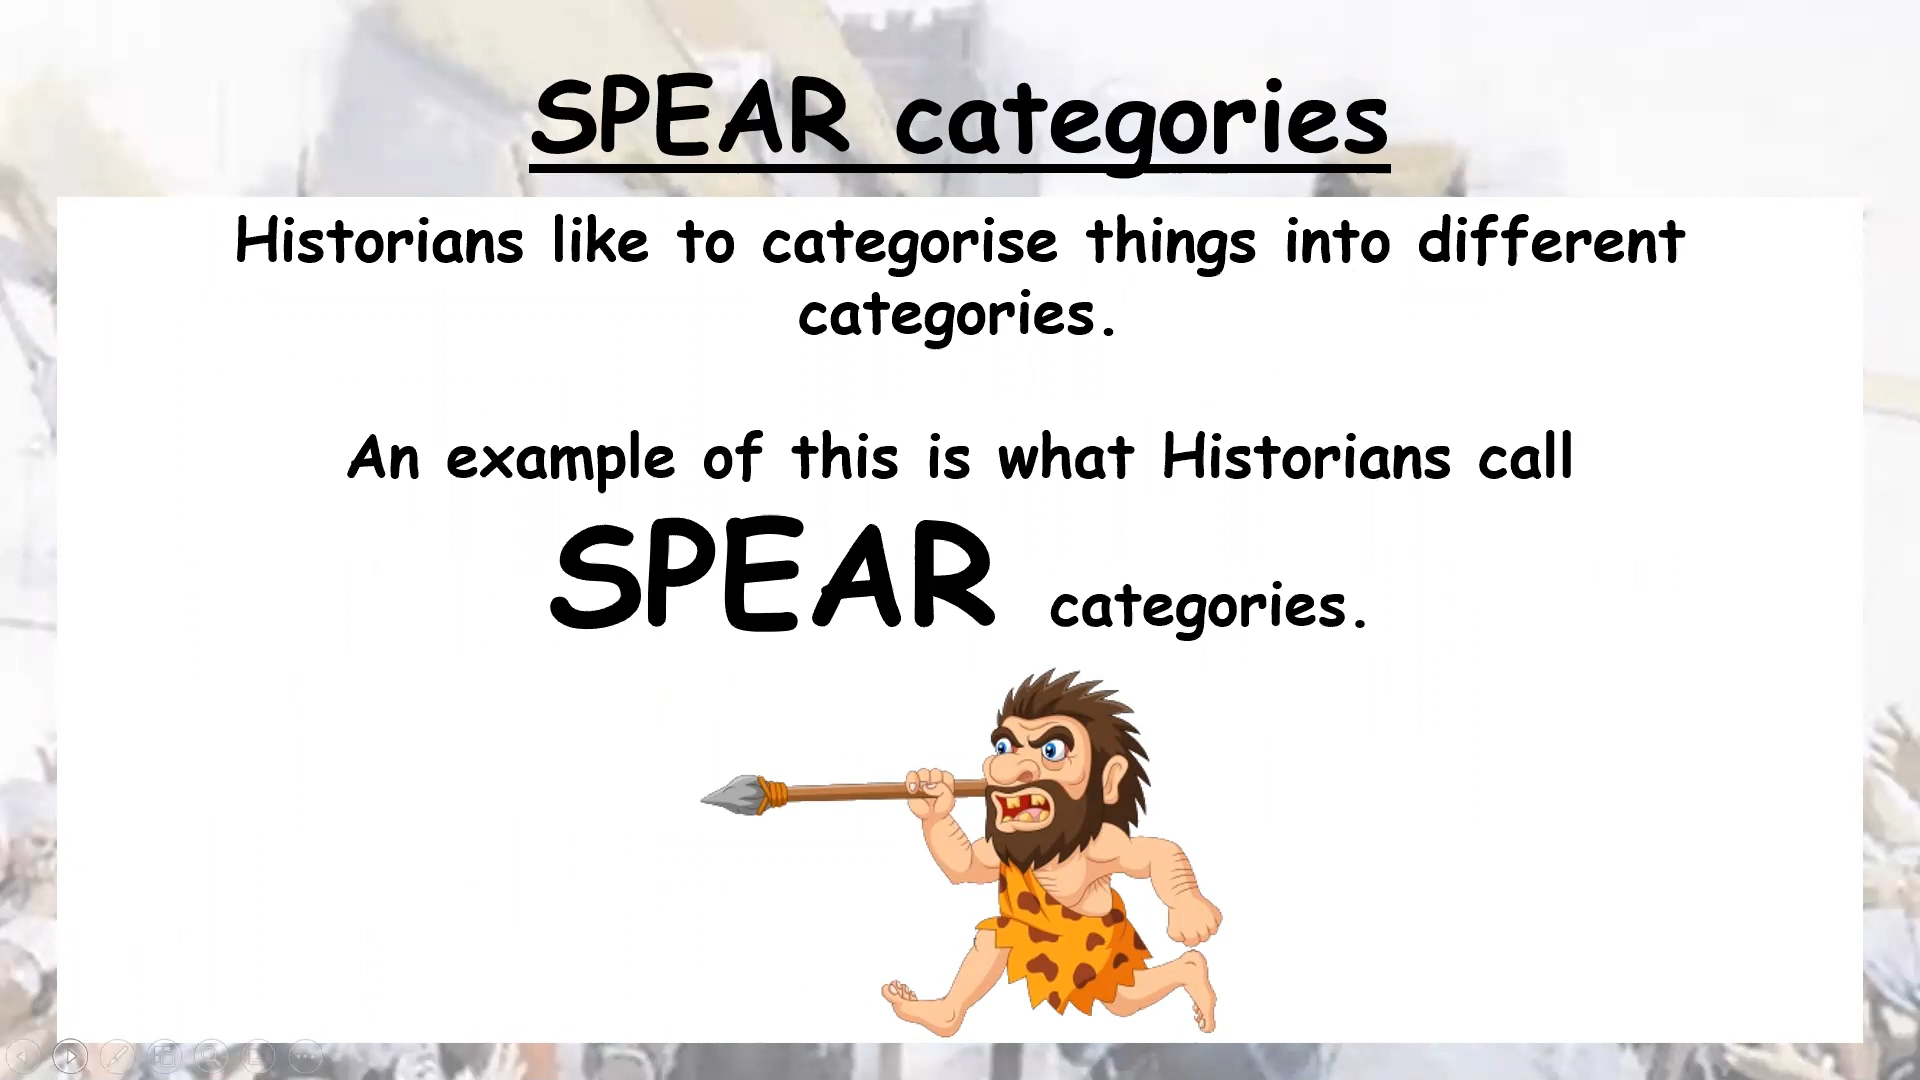 SPEAR categories
Historians like to categorise things into different
categories.
An example of this is what Historians call
SPEAR categories.